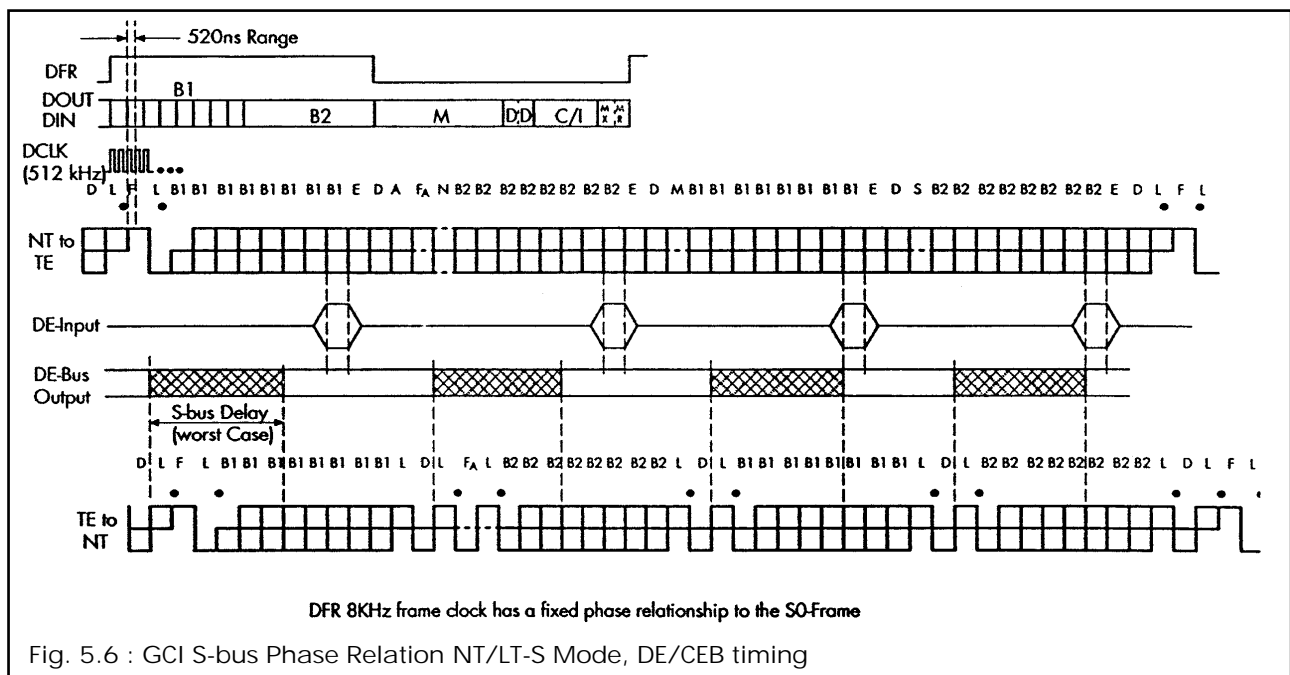 520ns Range
DFR
B1
DOUT
DIN
B2 M D D C/I M X M R
DCLK
(512 kHz)
D L F L B1 B1 B1 B1 B1 B1 B1 B1 E D A FA N B2 B2 B2 B2 B2 B2 B2 B2 E D M B1 B1 B1 B1 B1 B1 B1 B1 E D S B2 B2 B2 B2 B2 B2 B2 B2 E D L F L
NT to
TE
DE-Input
DE-Bus
Output
S-bus Delay
(worst Case)
D L F L B1 B1 B1 B1 B1 B1 B1 B1 L D L FA L B2 B2 B2 B2 B2 B2 B2 B2 L D L B1 B1 B1 B1 B1 B1 B1 B1 L D L B2 B2 B2 B2 B2 B2 B2 B2 L D L F L
TE to
NT
DFR 8KHz frame clock has a fixed phase relationship to the S0-Frame
Fig. 5.6 : GCI S-bus Phase Relation NT/LT-S Mode, DE/CEB timing